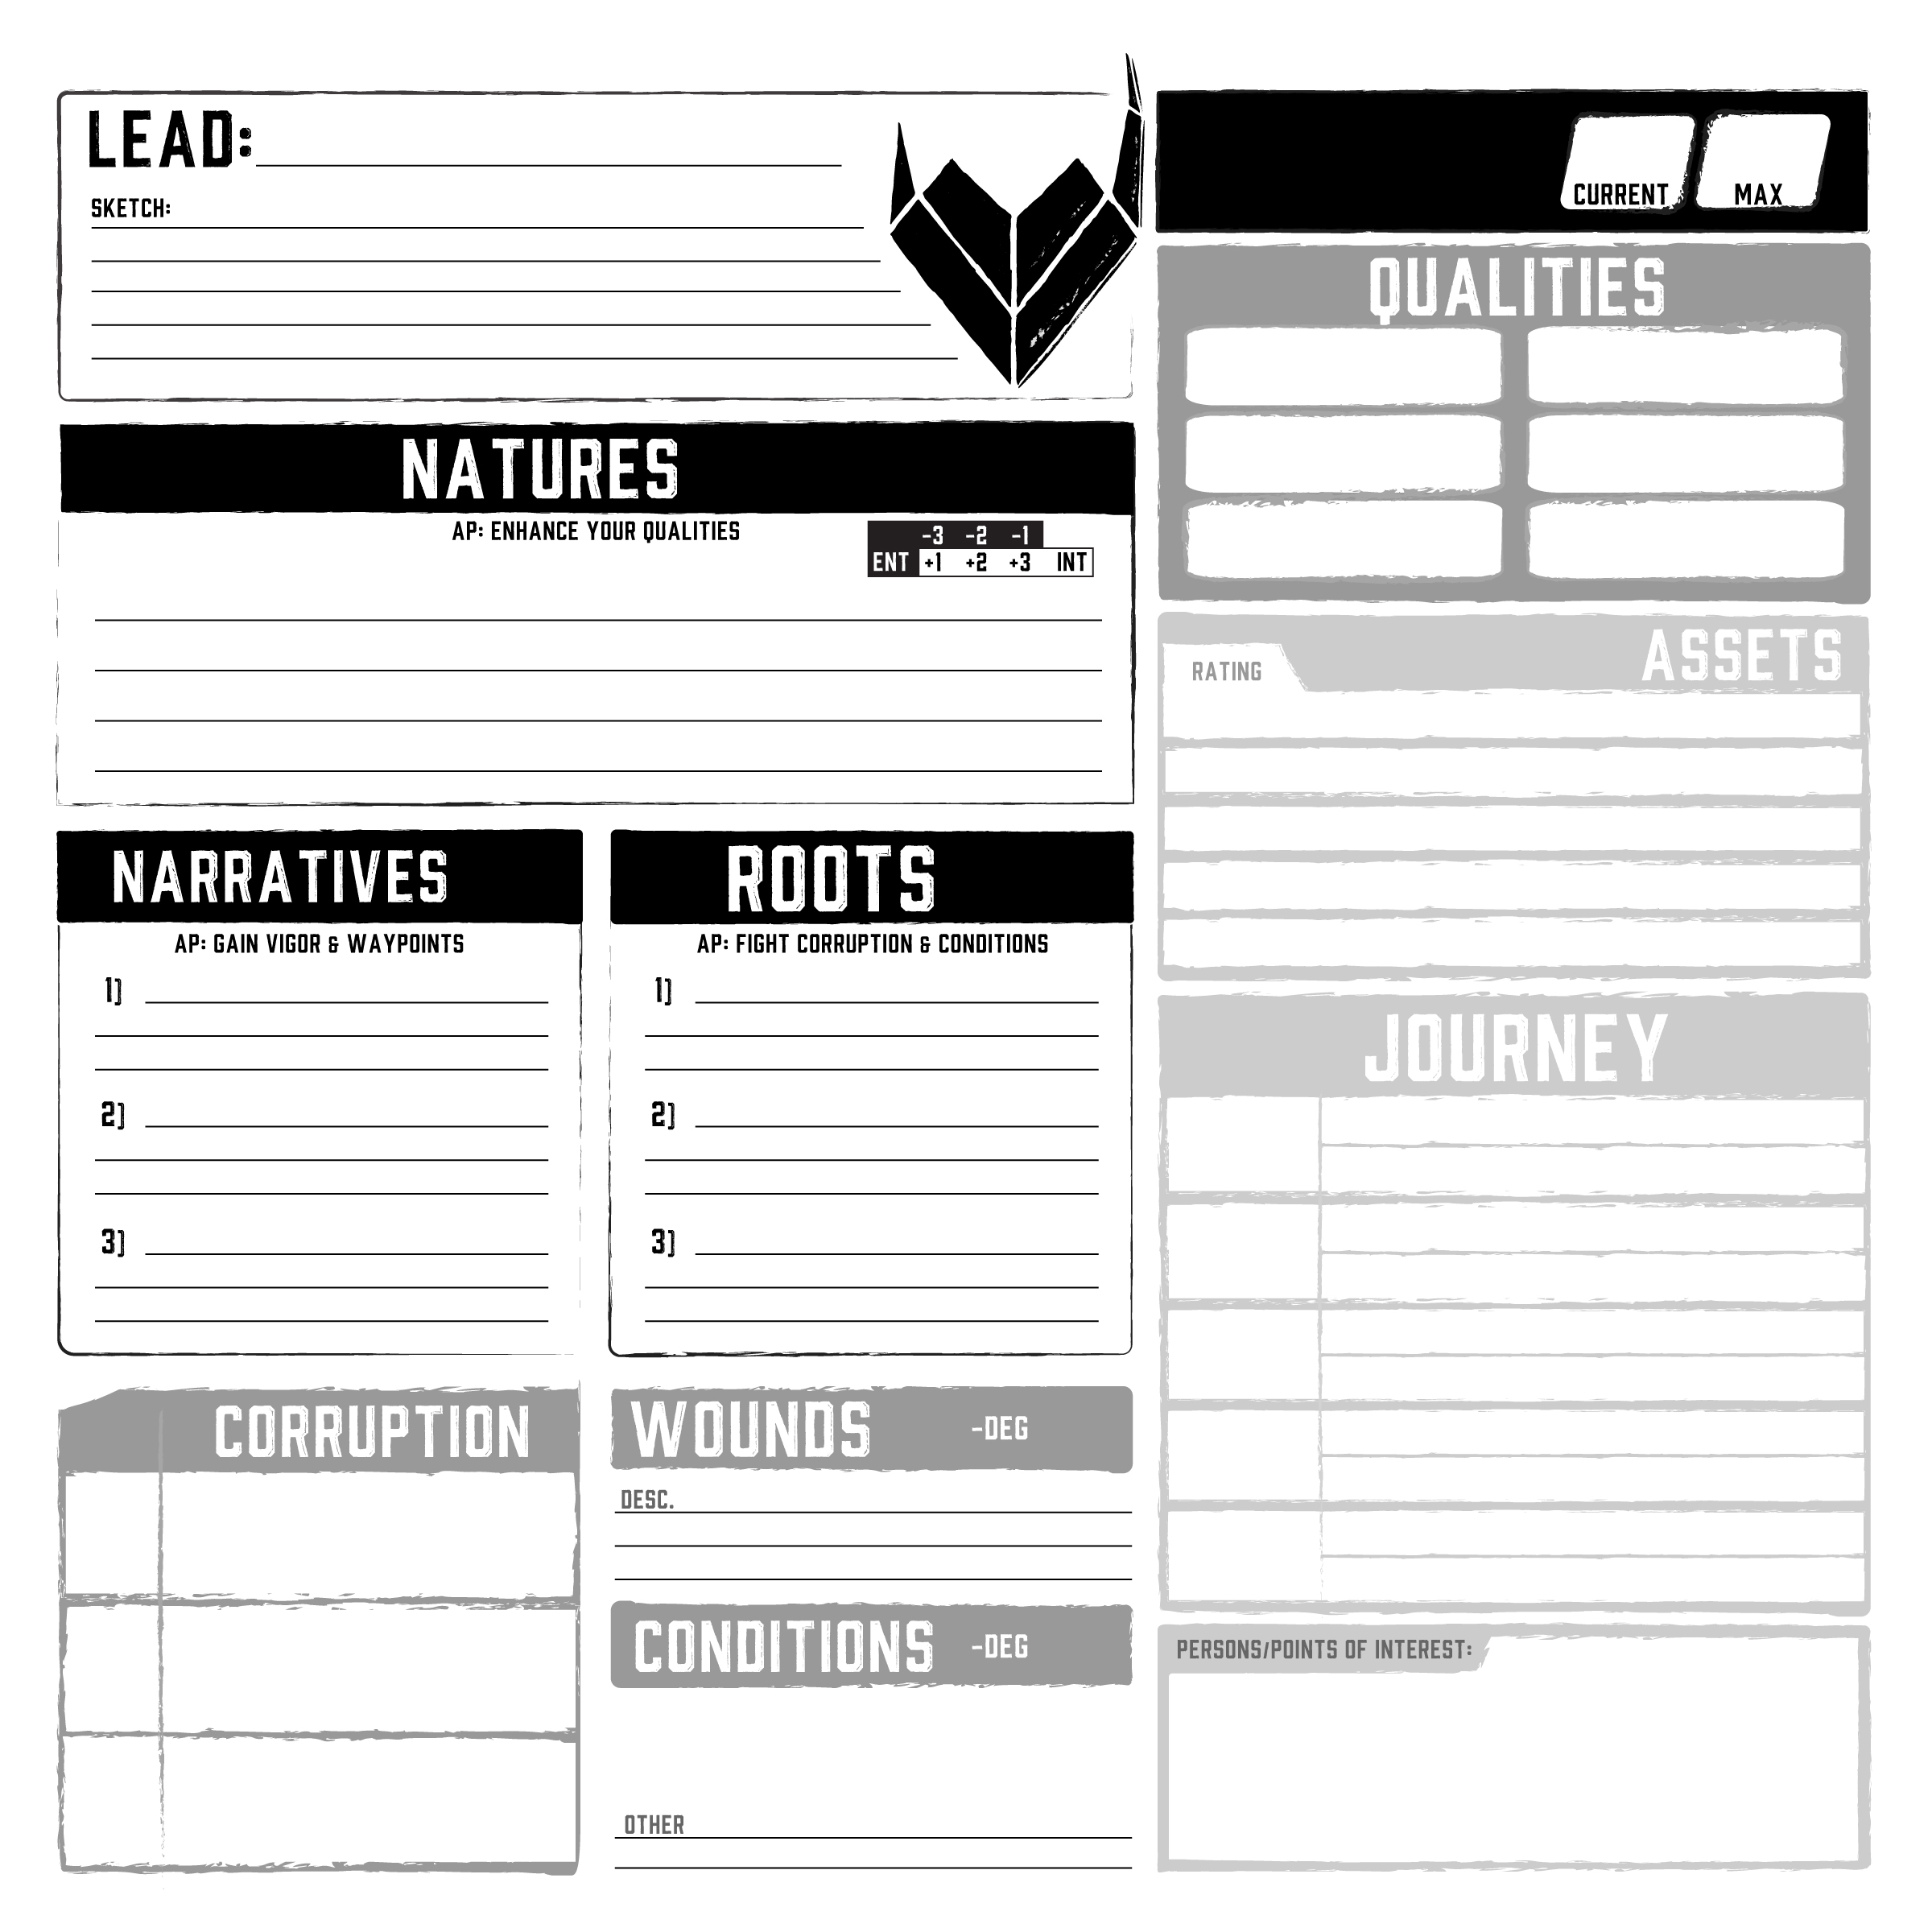 LEAD:
SKETCH:
CURRENT
MAX
NATURES
AP: ENHANCE YOUR QUALITIES
-3 -2 -1
ENT +1 +2 +3 INT
NARRATIVES
AP: GAIN VIGOR & WAYPOINTS
1)
2)
3)
ROOTS
AP: FIGHT CORRUPTION & CONDITIONS
1)
2)
3)
CORRUPTION
WOUNDS -DEG
DESC.
CONDITIONS -DEG
OTHER
QUALITIES
ASSETS
RATING
JOURNEY
PERSONS/POINTS OF INTEREST: